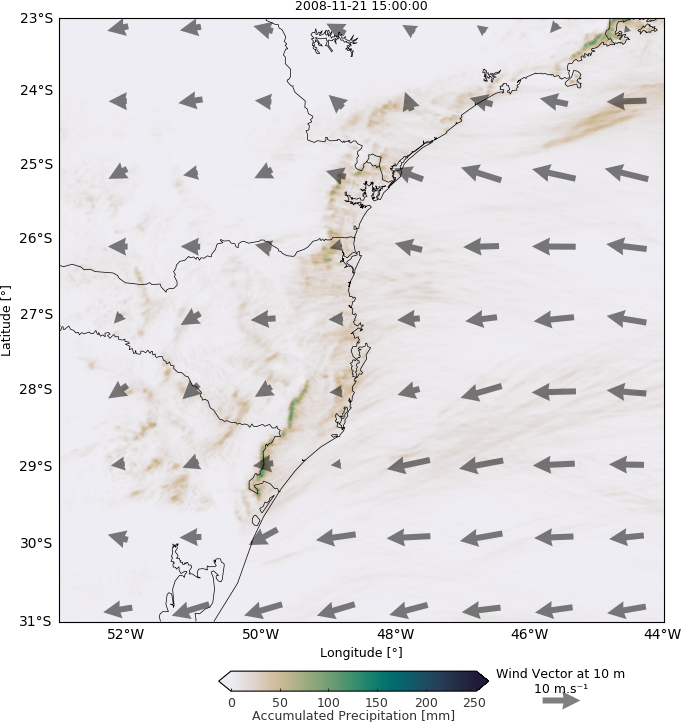 2008-11-21 15:00:00
23°S
24°S
25°S
26°S
27°S
28°S
29°S
30°S
31°S
Latitude [°]
52°W 50°W 48°W 46°W 44°W
Longitude [°]
0 50 100 150 200 250
Accumulated Precipitation [mm]
Wind Vector at 10 m
10 m.s⁻¹